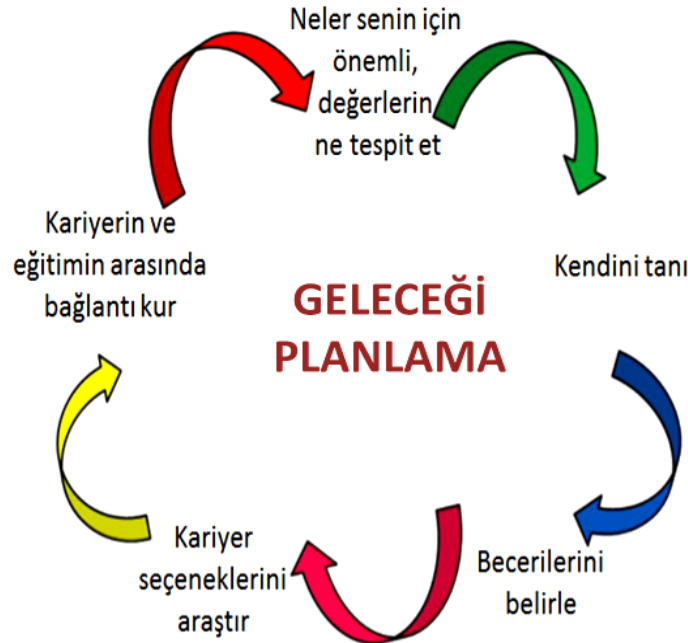 Neler senin için
önemli,
değerlerin
ne tespit et
Kendini tanı
Becerilerini
belirle
Kariyer
seçeneklerini
araştır
Kariyerin ve
eğitimin arasında
bağlantı kur
GELECEĞİ
PLANLAMA